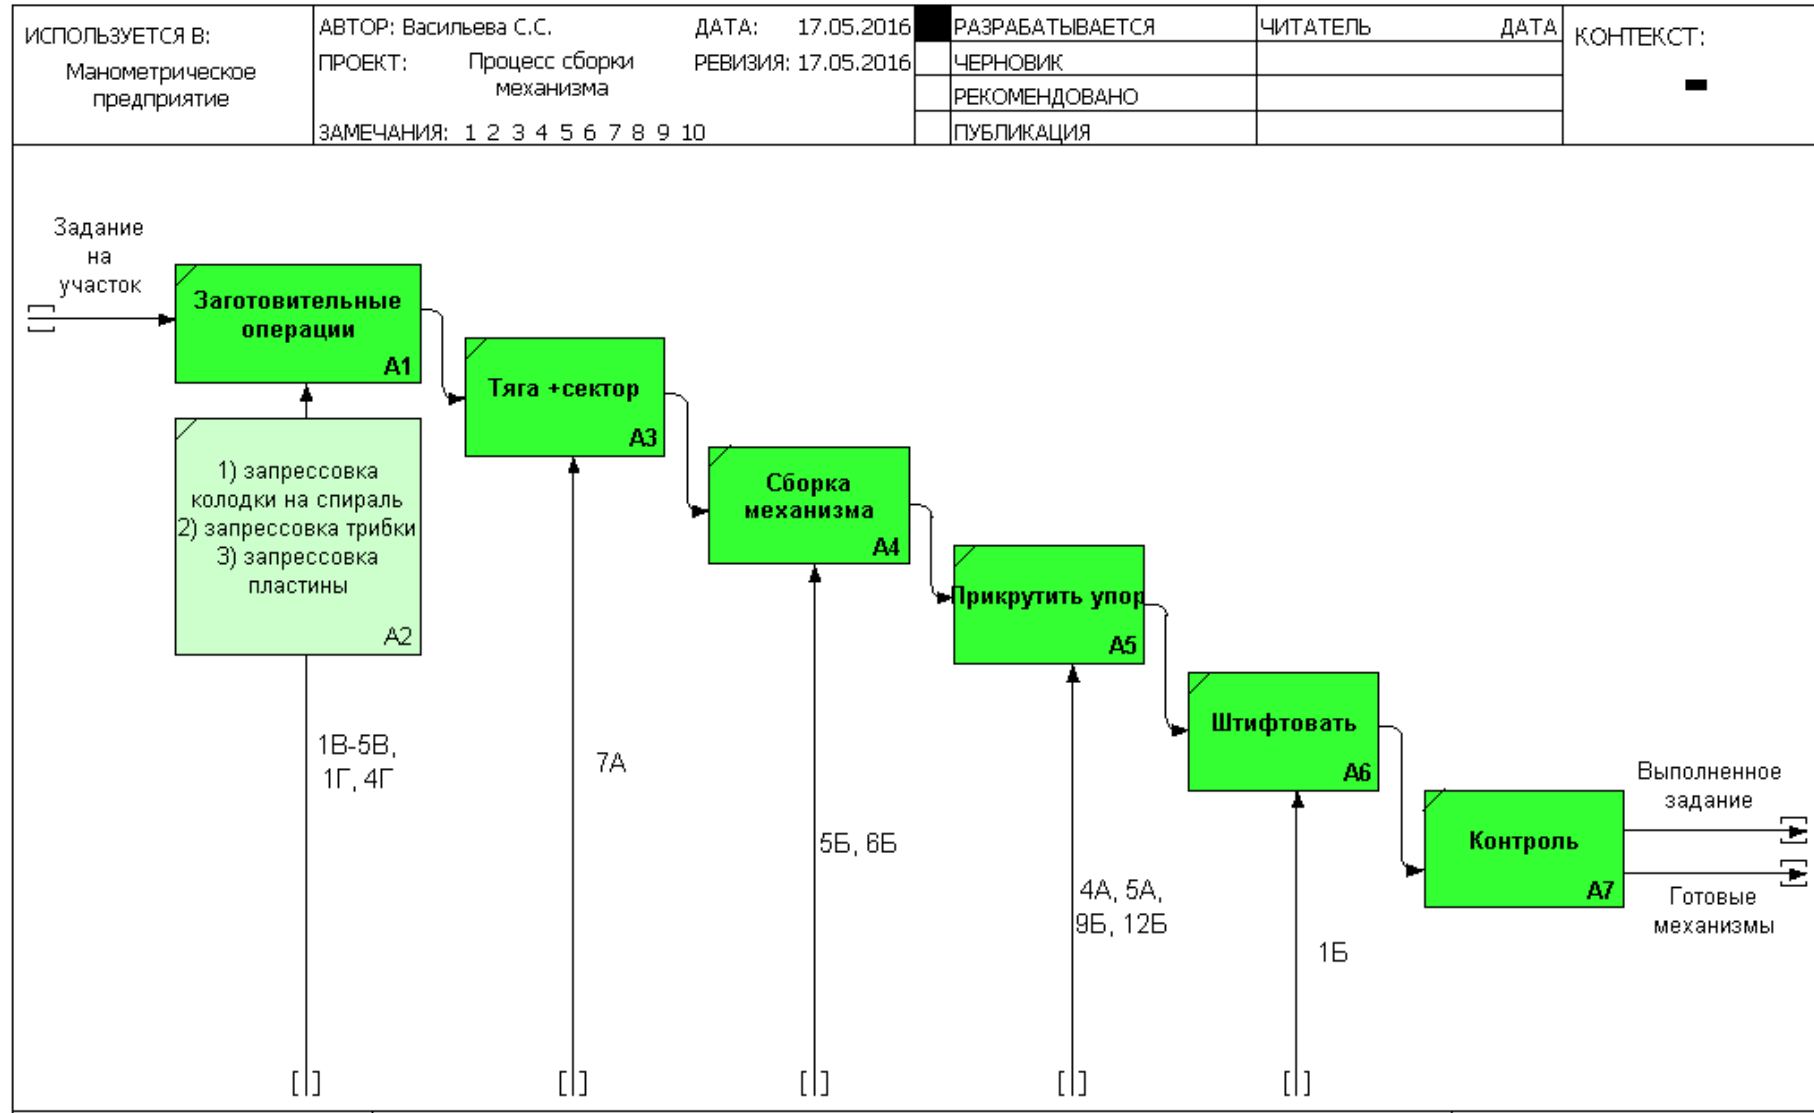 ИСПОЛЬЗУЕТСЯ В:
Манометрическое
предприятие
АВТОР: Васильева С.С.
ДАТА: 17.05.2016
ПРОЕКТ: Процесс сборки
механизма
РЕВИЗИЯ: 17.05.2016
ЗАМЕЧАНИЯ: 1 2 3 4 5 6 7 8 9 10
РАЗРАБАТЫВАЕТСЯ
ЧЕРНОВИК
РЕКОМЕНДОВАНО
ПУБЛИКАЦИЯ
ЧИТАТЕЛЬ ДАТА
КОНТЕКСТ:
Задание
на
участок
Заготовительные
операции
A1
1) запрессовка
колодки на спираль
2) запрессовка трибки
3) запрессовка
пластины
A2
1В-5В,
1Г, 4Г
Тяга +сектор
A3
7А
Сборка
механизма
A4
5Б, 6Б
Прикрутить упор
A5
4А, 5А,
9Б, 12Б
Штифтовать
A6
1Б
Контроль
A7
Выполненное
задание
Готовые
механизмы